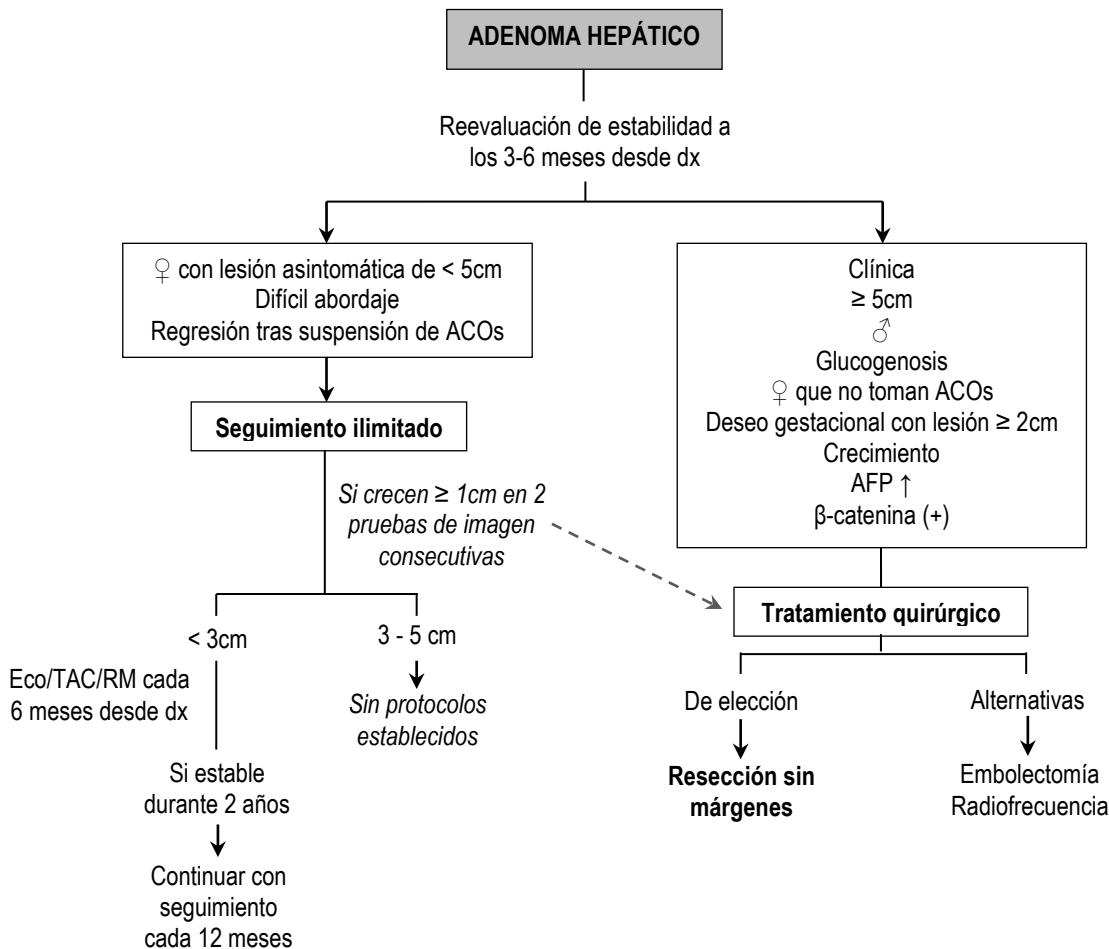 ADENOMA HEPÁTICO
Reevaluación de estabilidad a
los 3-6 meses desde dx
♀ con lesión asintomática de < 5cm
Difícil abordaje
Regresión tras suspensión de ACOs
Seguimiento ilimitado
Si crecen ≥ 1cm en 2
pruebas de imagen
consecutivas
< 3cm
Eco/TAC/RM cada
6 meses desde dx
Si estable
durante 2 años
Continuar con
seguimiento
cada 12 meses
3 - 5 cm
Sin protocolos
establecidos
Clínica
≥ 5cm
♂
Glucogenosis
♀ que no toman ACOs
Deseo gestacional con lesión ≥ 2cm
Crecimiento
AFP ↑
β-catenina (+)
Tratamiento quirúrgico
De elección
Resección sin
márgenes
Alternativas
Embolectomía
Radiofrecuencia